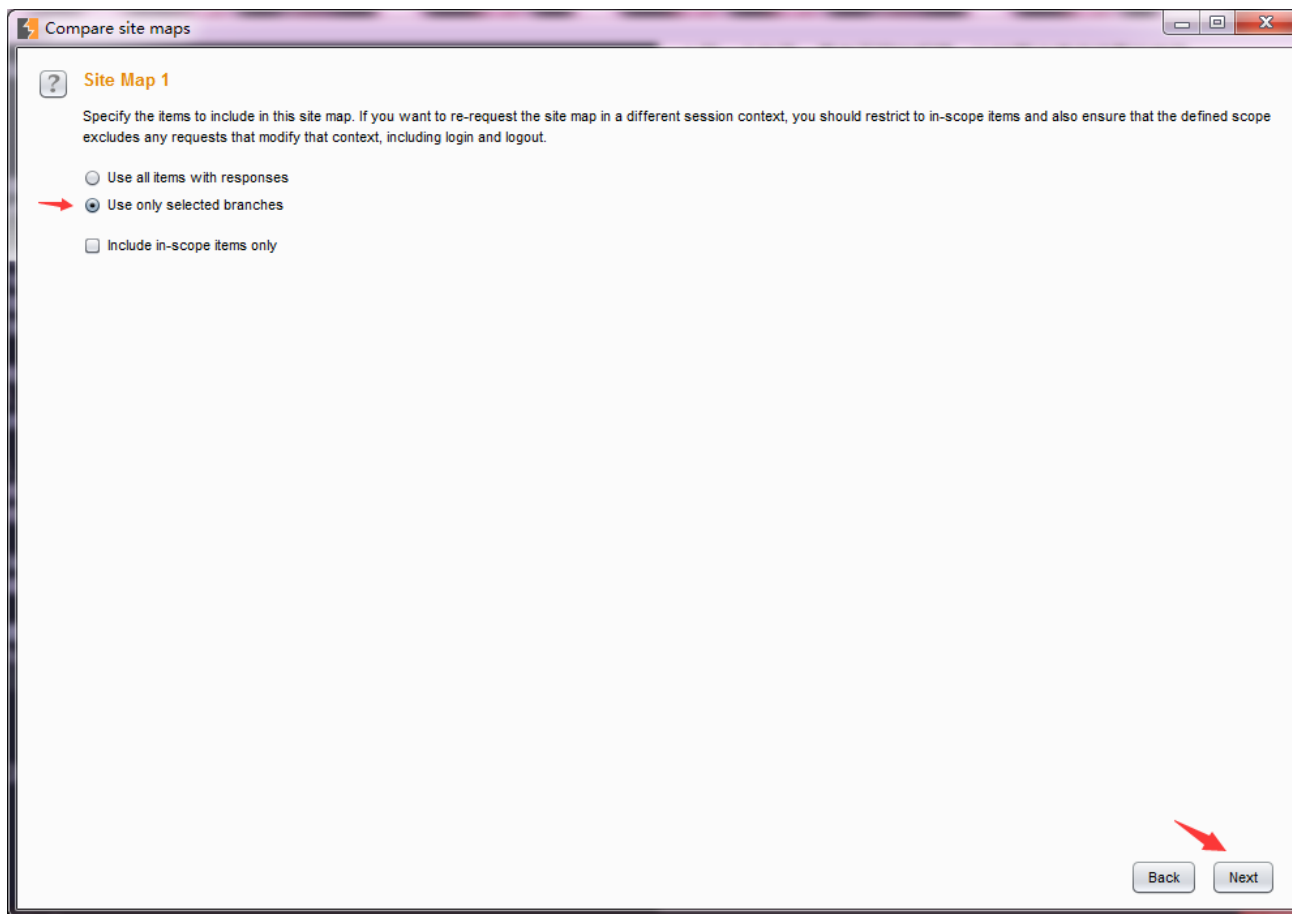 Compare site maps
Site Map 1
Specify the items to include in this site map. If you want to re-request the site map in a different session context, you should restrict to in-scope items and also ensure that the defined scope
excludes any requests that modify that context, including login and logout.
Use all items with responses
Use only selected branches
Include in-scope items only
Back Next